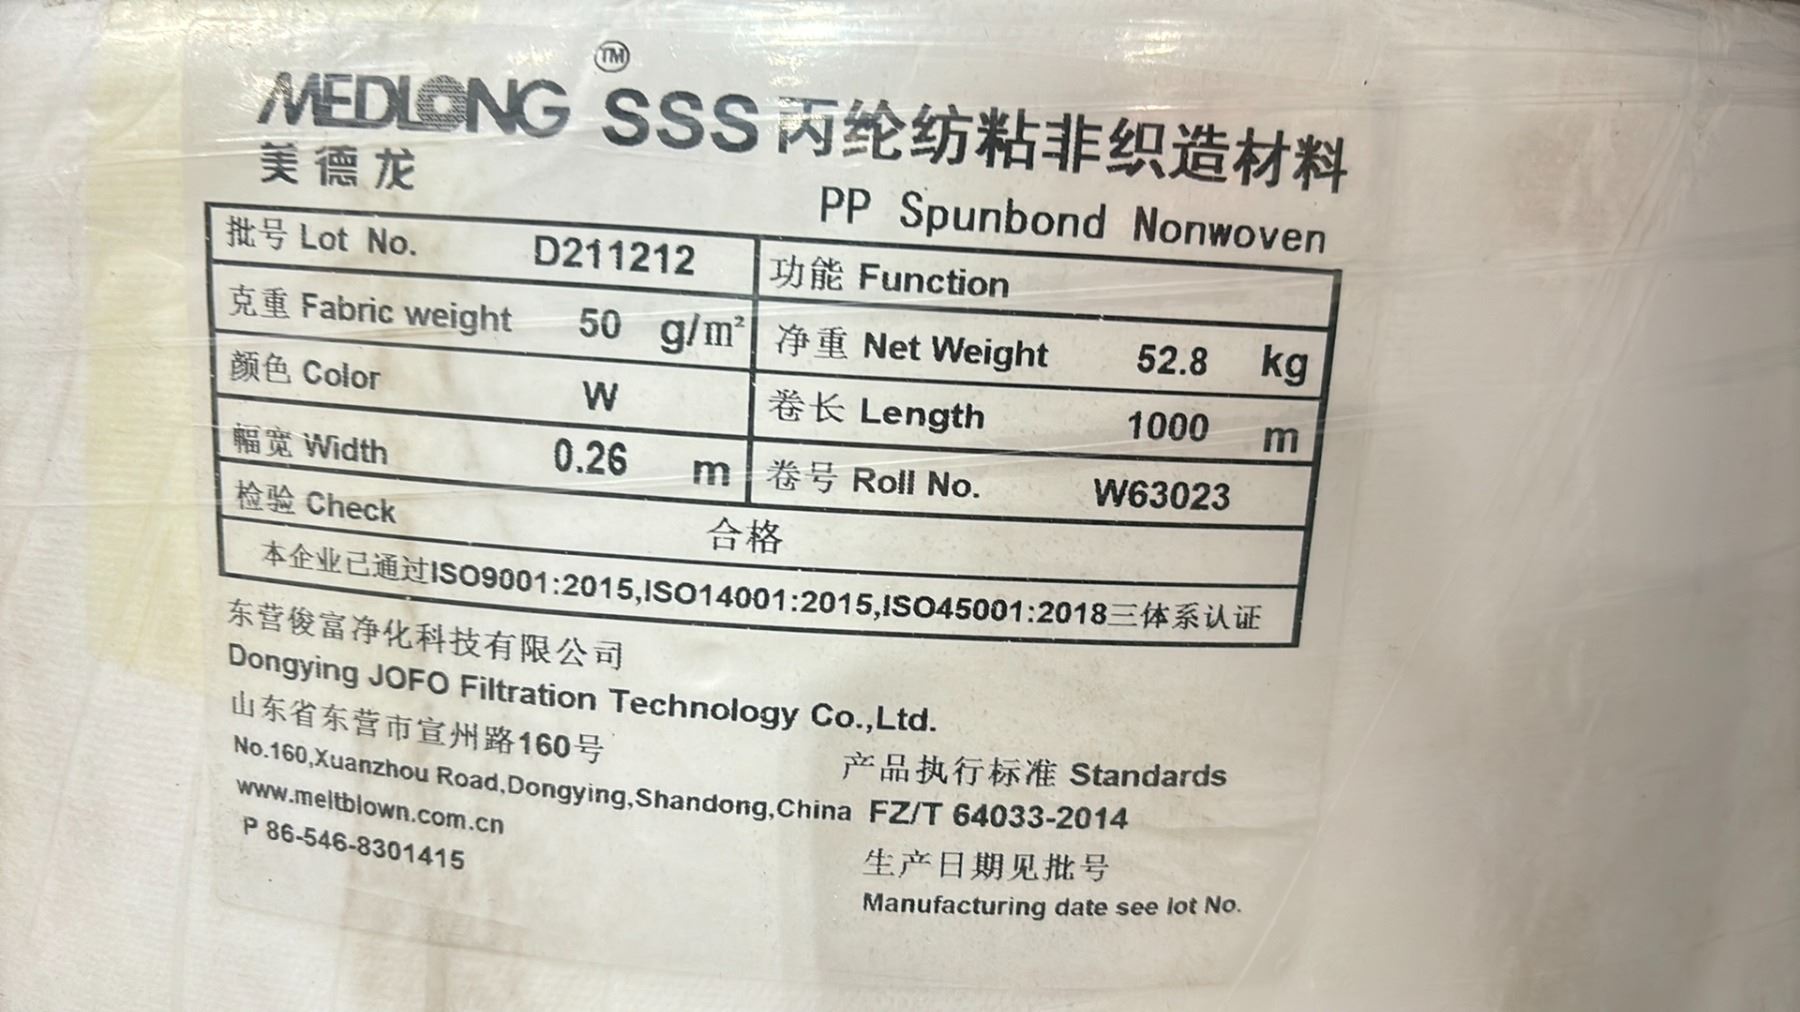 MEDLONG™ SSS丙纶纺粘非织造材料
美德龙
PP Spunbond Nonwoven
批号 Lot No. D211212 功能 Function
克重 Fabric weight 50 g/m² 净重 Net Weight 52.8 kg
颜色 Color W 卷长 Length 1000 m
幅宽 Width 0.26 m 卷号 Roll No. W63023
检验 Check 合格
本企业已通过ISO9001:2015,ISO14001:2015,ISO45001:2018三体系认证
东营俊富净化科技有限公司
Dongying JOFO Filtration Technology Co.,Ltd.
山东省东营市宣州路160号
No.160,Xuanzhou Road,Dongying,Shandong,China
www.meltblown.com.cn
P 86-546-8301415
产品执行标准 Standards
FZ/T 64033-2014
生产日期见批号
Manufacturing date see lot No.